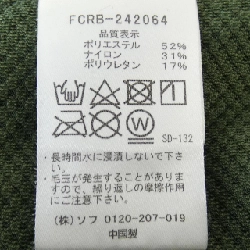 FCRB-242064
品質表示
ポリエステル 52%
ナイロン 31%
ポリウレタン 17%
SD-132
・長時間水に浸漬しないで下さい。
・毛玉が発生することがありますので、繰り返しの摩擦作用にご注意下さい。
(株)ソフ 0120-207-019
中国製